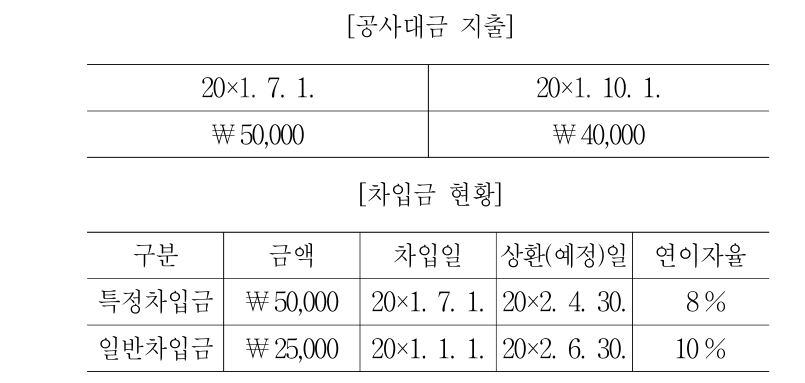 [공사대금 지출]
20×1. 7. 1. 20×1. 10. 1.
₩50,000 ₩40,000
[차입금 현황]
구분 금액 차입일 상환(예정)일 연이자율
특정차입금 ₩50,000 20×1. 7. 1. 20×2. 4. 30. 8%
일반차입금 ₩25,000 20×1. 1. 1. 20×2. 6. 30. 10%